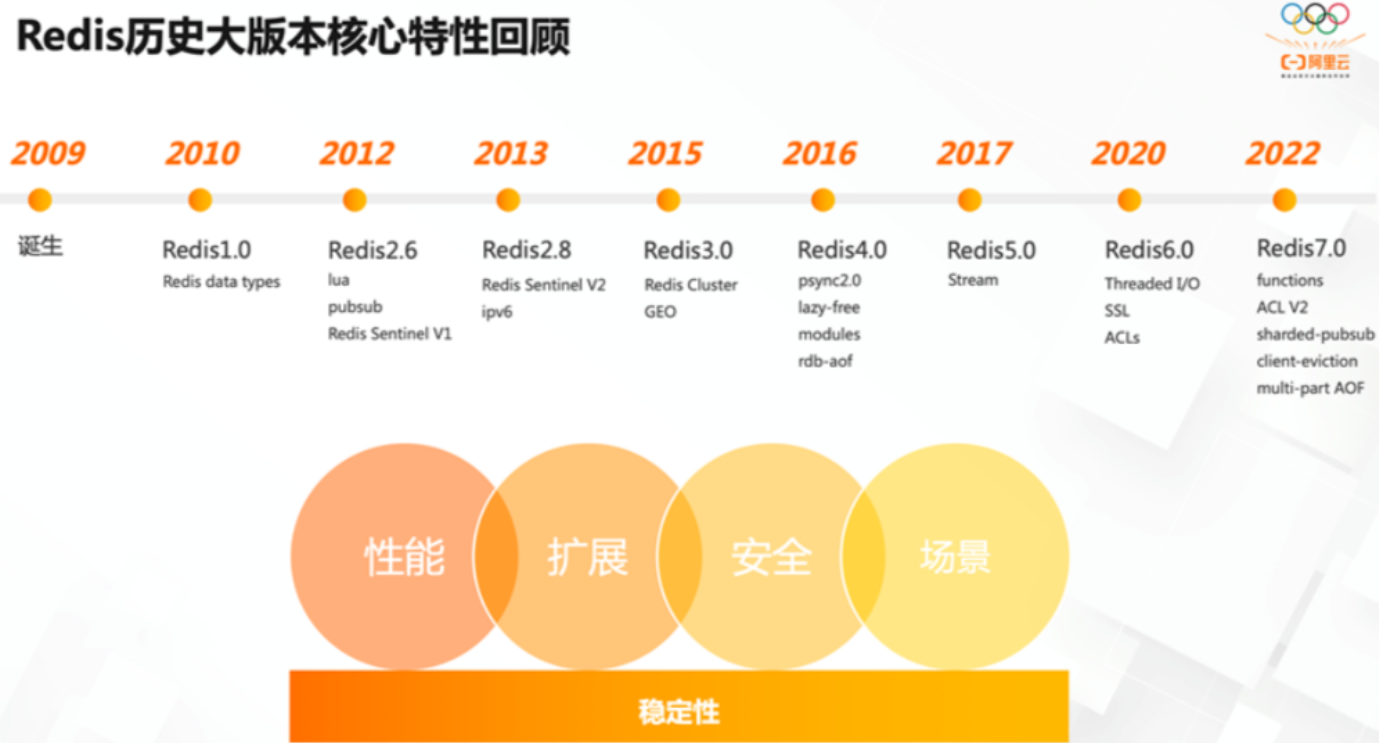 Redis历史大版本核心特性回顾
阿里云
2009
诞生
2010
Redis1.0
Redis data types
2012
Redis2.6
lua
pubsub
Redis Sentinel V1
2013
Redis2.8
Redis Sentinel V2
ipv6
2015
Redis3.0
Redis Cluster
GEO
2016
Redis4.0
psync2.0
lazy-free
modules
rdb-aof
2017
Redis5.0
Stream
2020
Redis6.0
Threaded I/O
SSL
ACLs
2022
Redis7.0
functions
ACL V2
sharded-pubsub
client-eviction
multi-part AOF
性能
扩展
安全
场景
稳定性